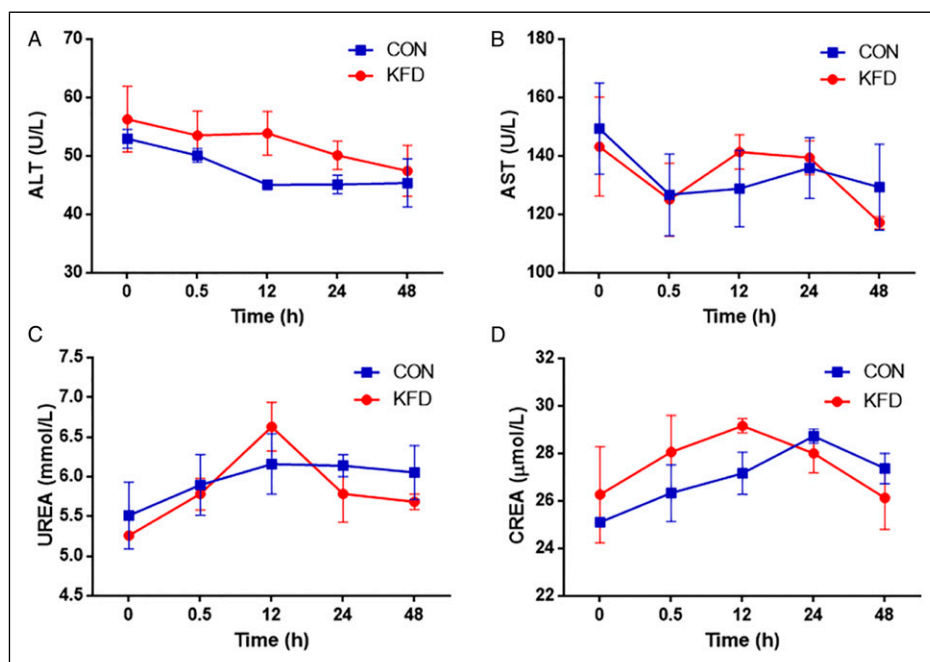 A
70
60
50
40
30
ALT (U/L)
CON
KFD
0 0.5 12 24 48
Time (h)
B
180
160
140
120
100
AST (U/L)
CON
KFD
0 0.5 12 24 48
Time (h)
C
7.5
7.0
6.5
6.0
5.5
5.0
4.5
UREA (mmol/L)
CON
KFD
0 0.5 12 24 48
Time (h)
D
32
30
28
26
24
22
CREA (μmol/L)
CON
KFD
0 0.5 12 24 48
Time (h)